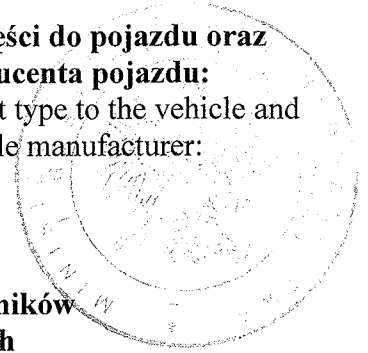 ęści do pojazdu oraz
ucenta pojazdu:
t type to the vehicle and
le manufacturer:
ników
h